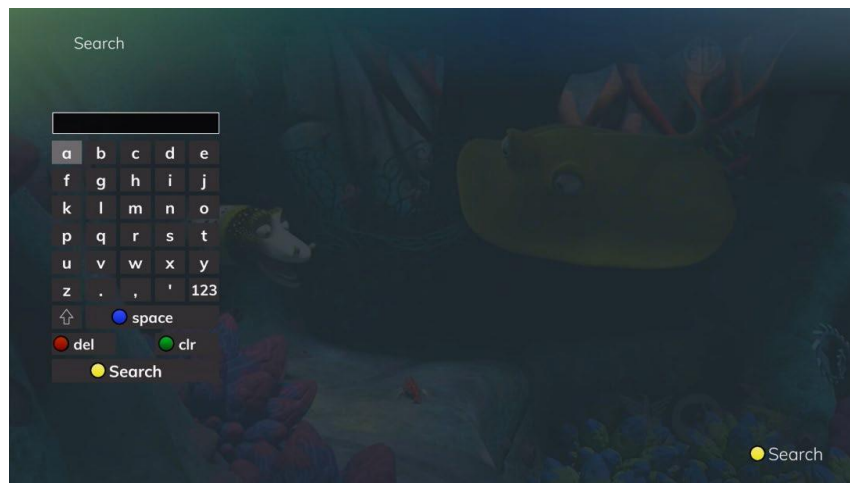 Search
a b c d e
f g h i j
k l m n o
p q r s t
u v w x y
z . , ' 123
space
del clr
Search
Search